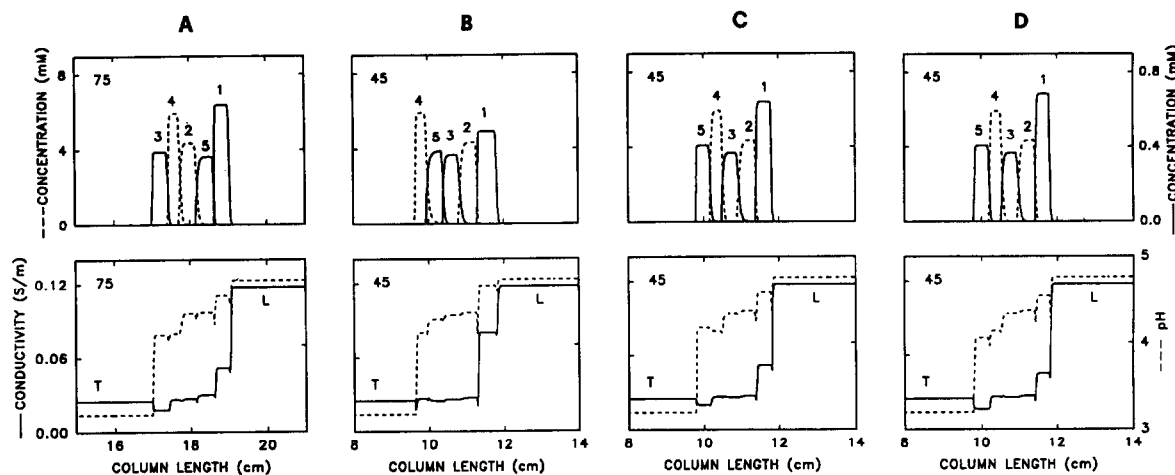 A B C D
---CONCENTRATION (mM)
8
4
0
75
3
4
2
5
1
45
4
5
3
2
1
45
5
4
3
2
1
45
5
4
3
2
1
0.8
0.4
0.0
— CONCENTRATION (mM)
— CONDUCTIVITY (S/m)
0.12
0.06
0.00
75
T
L
45
T
L
45
T
L
45
T
L
5
4
3
--- pH
16 18 20
8 10 12 14
8 10 12 14
8 10 12 14
COLUMN LENGTH (cm)
COLUMN LENGTH (cm)
COLUMN LENGTH (cm)
COLUMN LENGTH (cm)